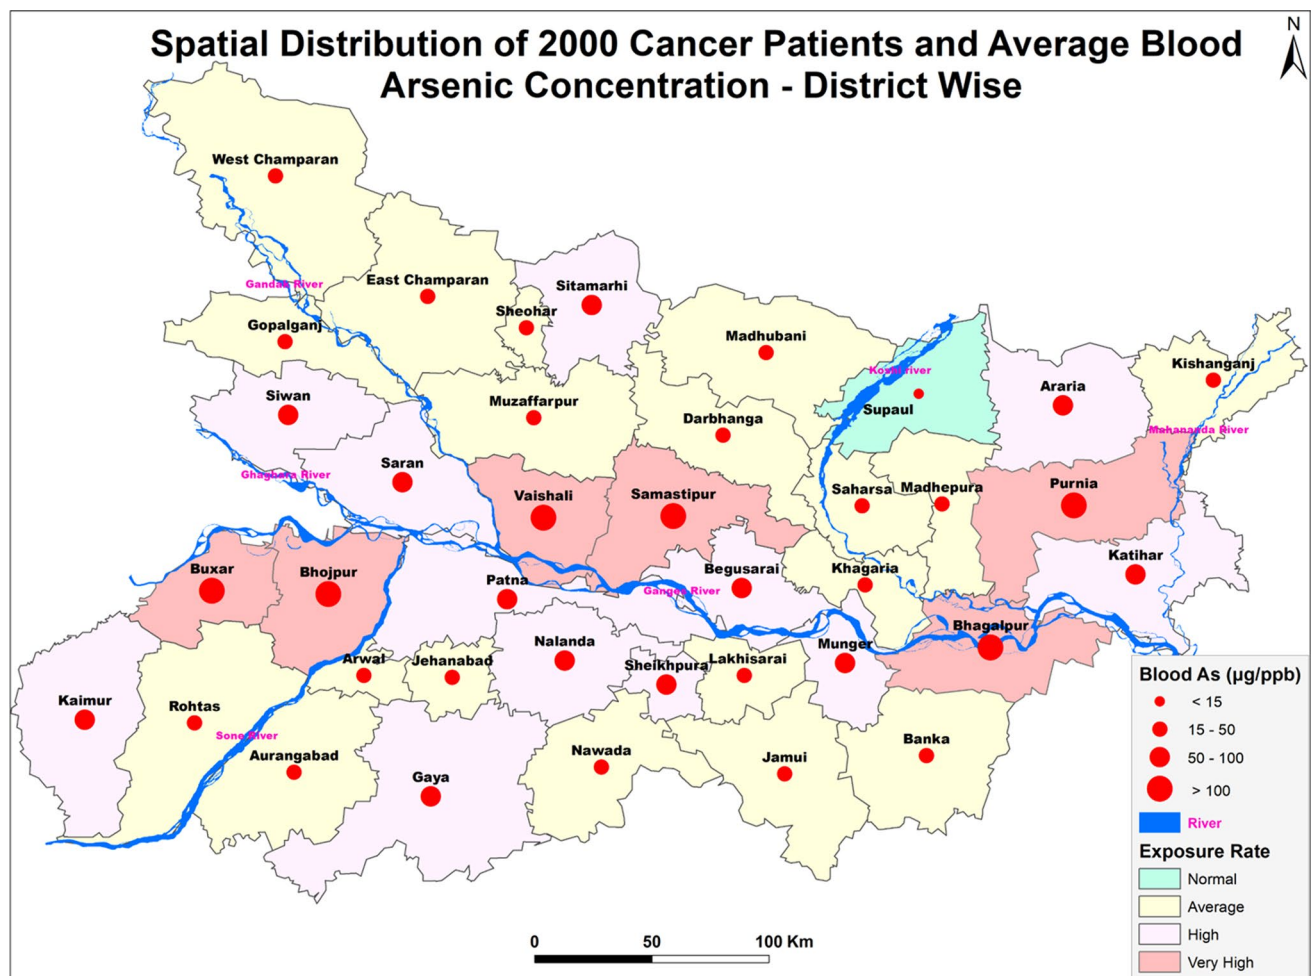 Spatial Distribution of 2000 Cancer Patients and Average Blood
Arsenic Concentration - District Wise
N
West Champaran
Gandak River
East Champaran
Sitamarhi
Sheohar
Gopalganj
Madhubani
Kishanganj
Koshi river
Araria
Siwan
Muzaffarpur
Darbhanga
Supaul
Mahananda River
Saran
Ghaghara River
Vaishali
Samastipur
Saharsa
Madhepura
Purnia
Buxar
Bhojpur
Patna
Begusarai
Ganges River
Khagaria
Katihar
Bhagalpur
Nalanda
Munger
Arwal
Jehanabad
Sheikhpura
Lakhisarai
Kaimur
Rohtas
Sone River
Aurangabad
Gaya
Nawada
Jamui
Banka
Blood As (µg/ppb)
< 15
15 - 50
50 - 100
> 100
River
Exposure Rate
Normal
Average
High
Very High
0 50 100 Km